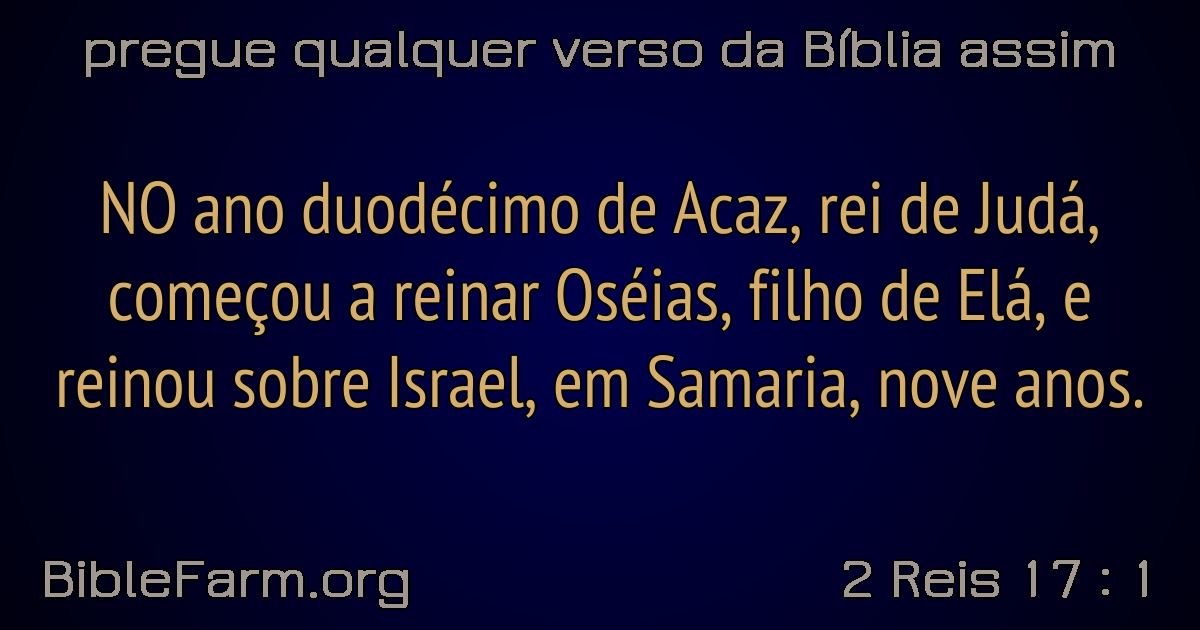 pregue qualquer verso da Bíblia assim
NO ano duodécimo de Acaz, rei de Judá,
começou a reinar Oséias, filho de Elá, e
reinou sobre Israel, em Samaria, nove anos.
BibleFarm.org
2 Reis 17 : 1